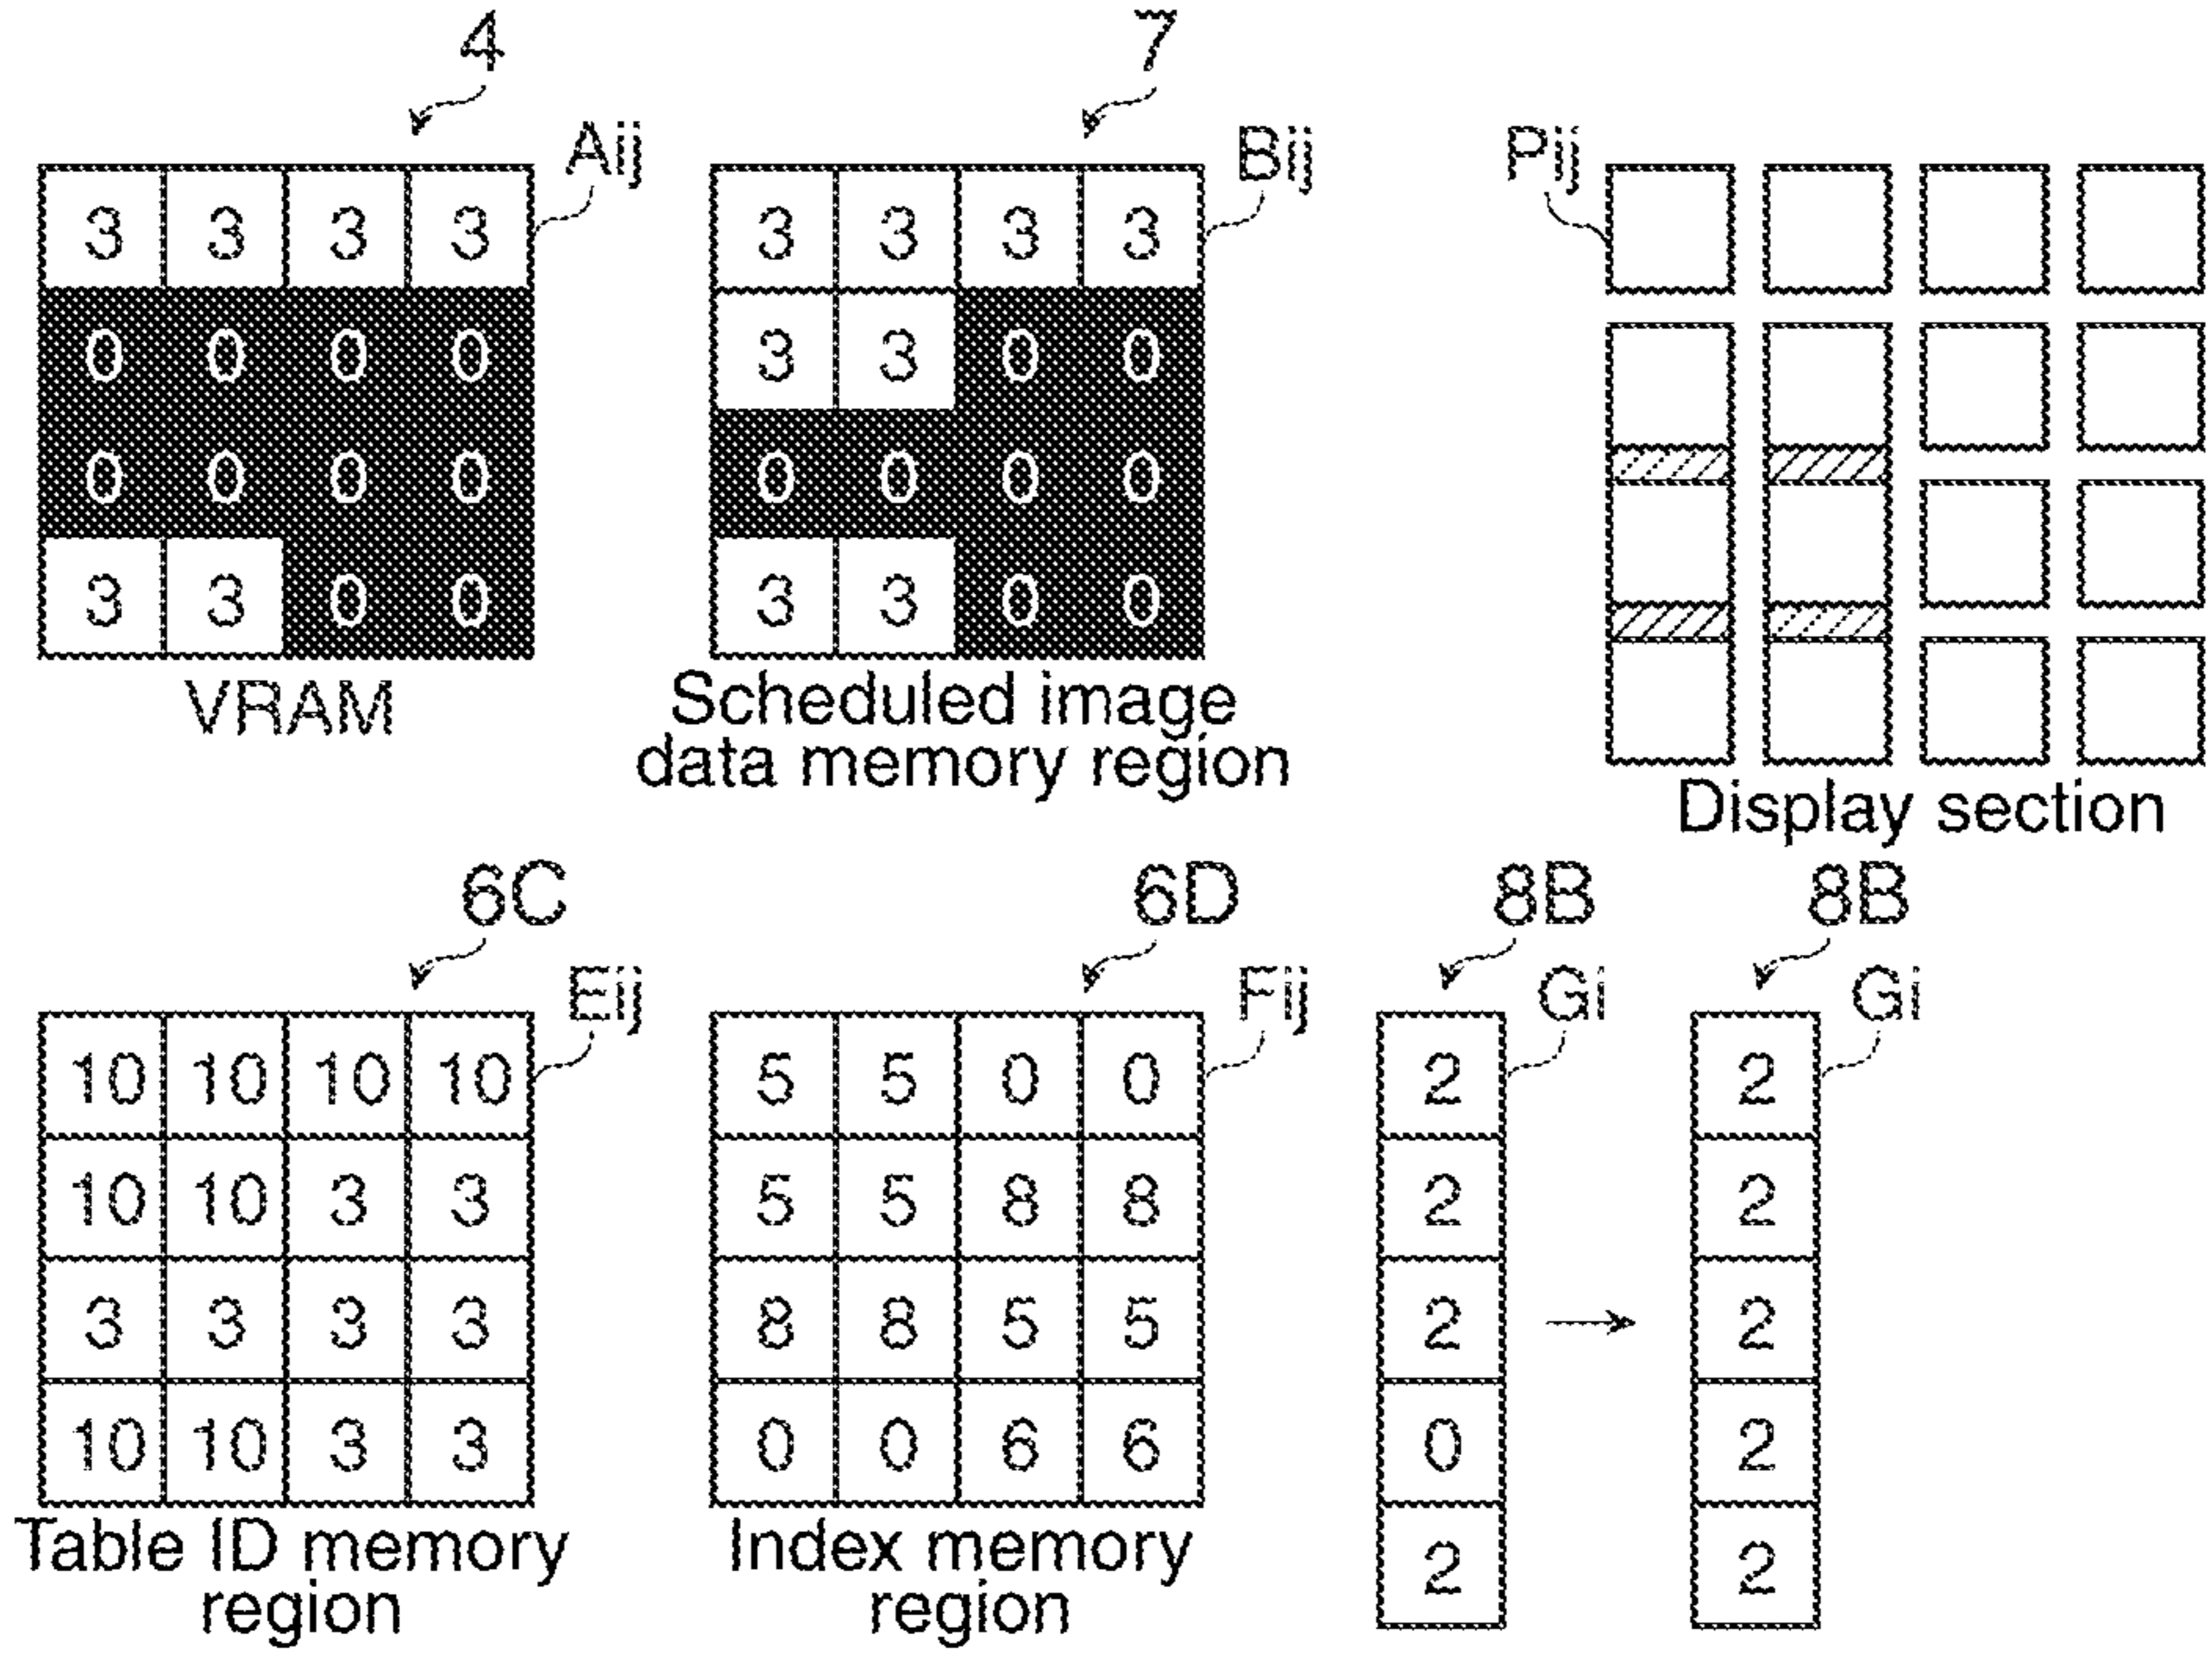 4 7
Aij Bij Pij
3 3 3 3 3 3 3 3
0 0 0 0 3 3 0 0
0 0 0 0 0 0 0 0
3 3 0 0 3 3 0 0
VRAM
Scheduled image
data memory region
Display section
6C 6D 8B 8B
Eij Fij Gi Gi
10 10 10 10 5 5 0 0 2 2
10 10 3 3 5 5 8 8 2 2
3 3 3 3 8 8 5 5 2 → 2
10 10 3 3 0 0 6 6 0 2
2 2
Table ID memory
region
Index memory
region